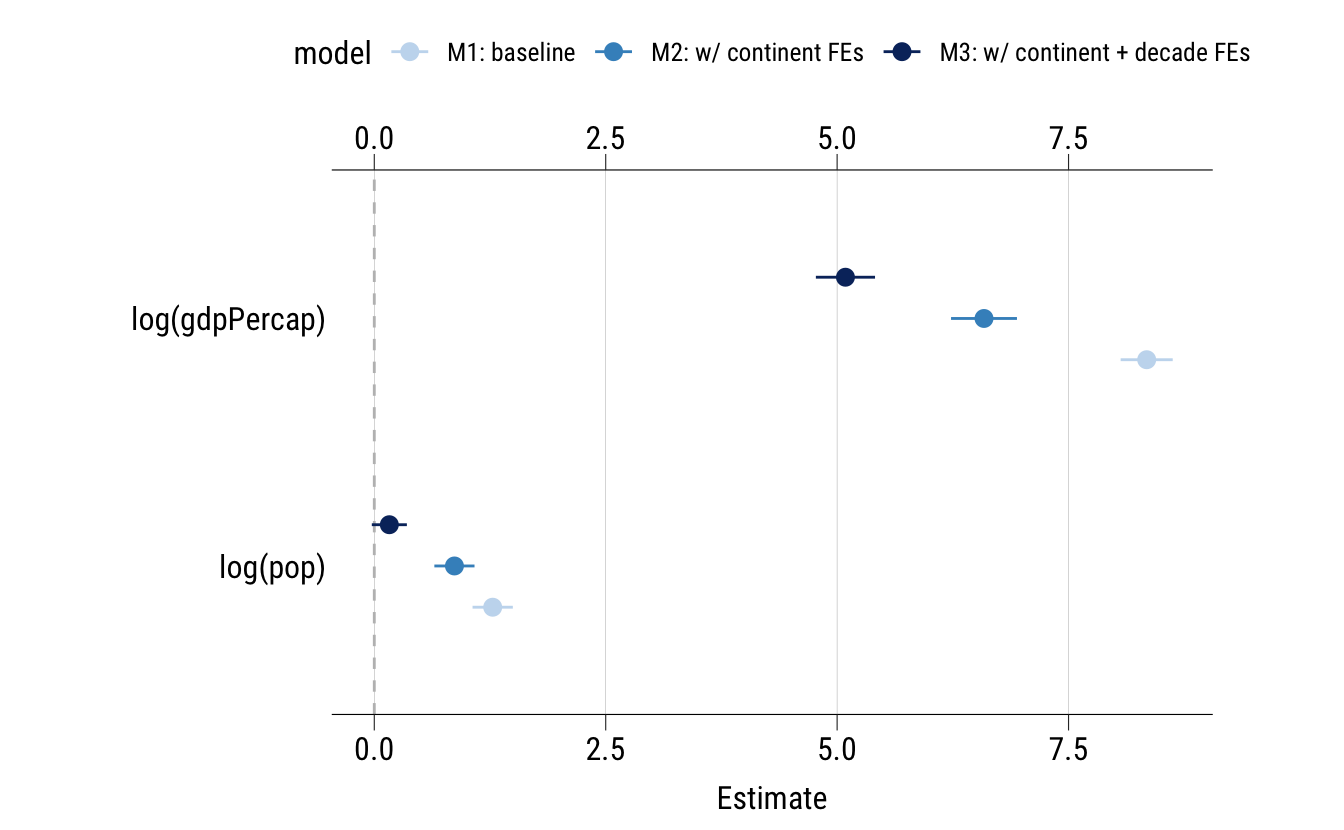 model M1: baseline M2: w/ continent FEs M3: w/ continent + decade FEs
0.0 2.5 5.0 7.5
log(gdpPercap)
log(pop)
0.0 2.5 5.0 7.5
Estimate